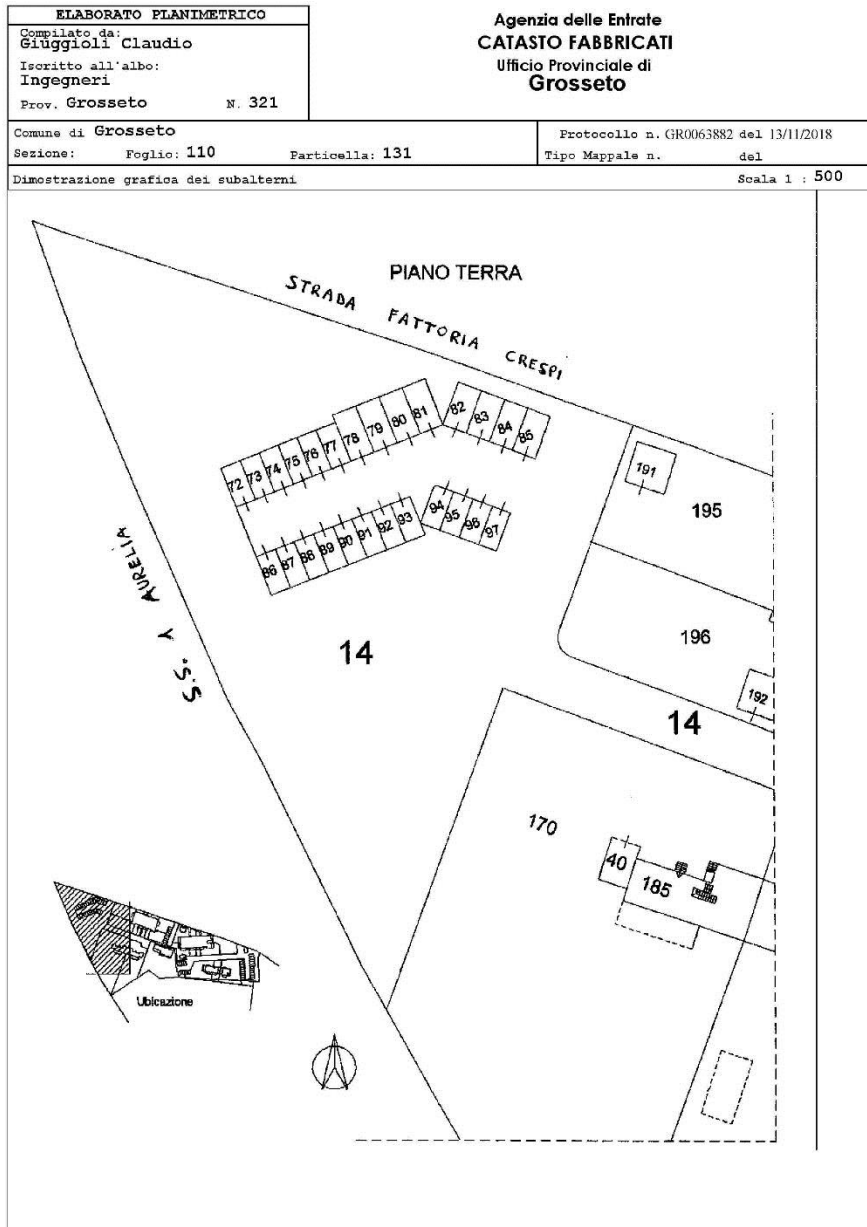 ELABORATO PLANIMETRICO
Compilato da:
Giuggioli Claudio
Iscritto all'albo:
Ingegneri
Prov. Grosseto N. 321
Agenzia delle Entrate
CATASTO FABBRICATI
Ufficio Provinciale di
Grosseto
Comune di Grosseto
Sezione: Foglio: 110 Particella: 131
Protocollo n. GR0063882 del 13/11/2018
Tipo Mappale n. del
Dimostrazione grafica dei subalterni
Scala 1 : 500
PIANO TERRA
STRADA FATTORIA CRESPI
72 73 74 75 76 77 78 79 80 81
82 83 84 85
191
195
94 95 96 97
86 87 88 89 90 91 92 93
S.S. 1 AURELIA
14
196
192
14
170
40
185
Ubicazione